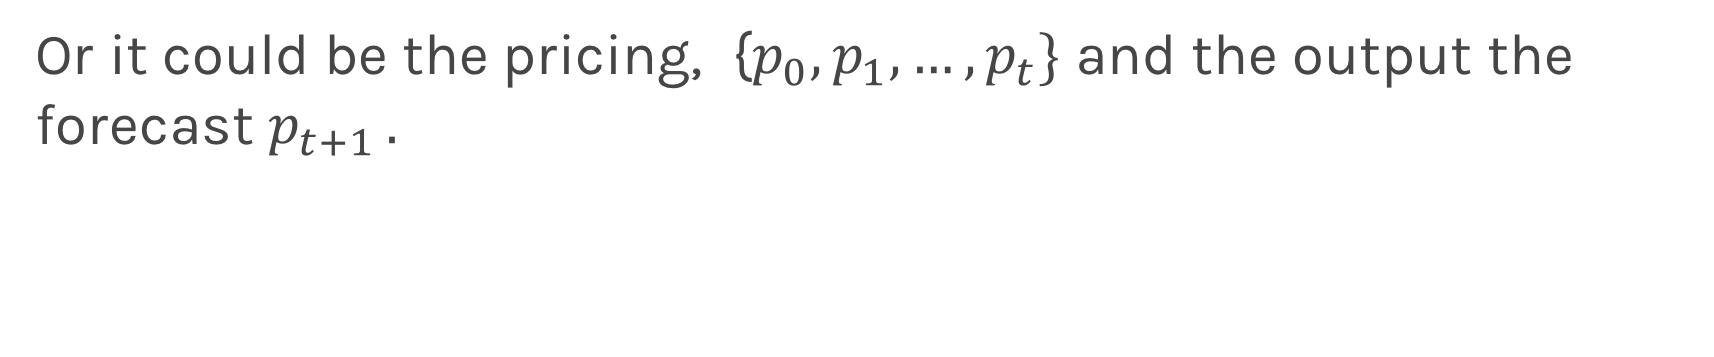 Or it could be the pricing, {p₀, p₁, … , pₜ} and the output the
forecast pₜ₊₁ .